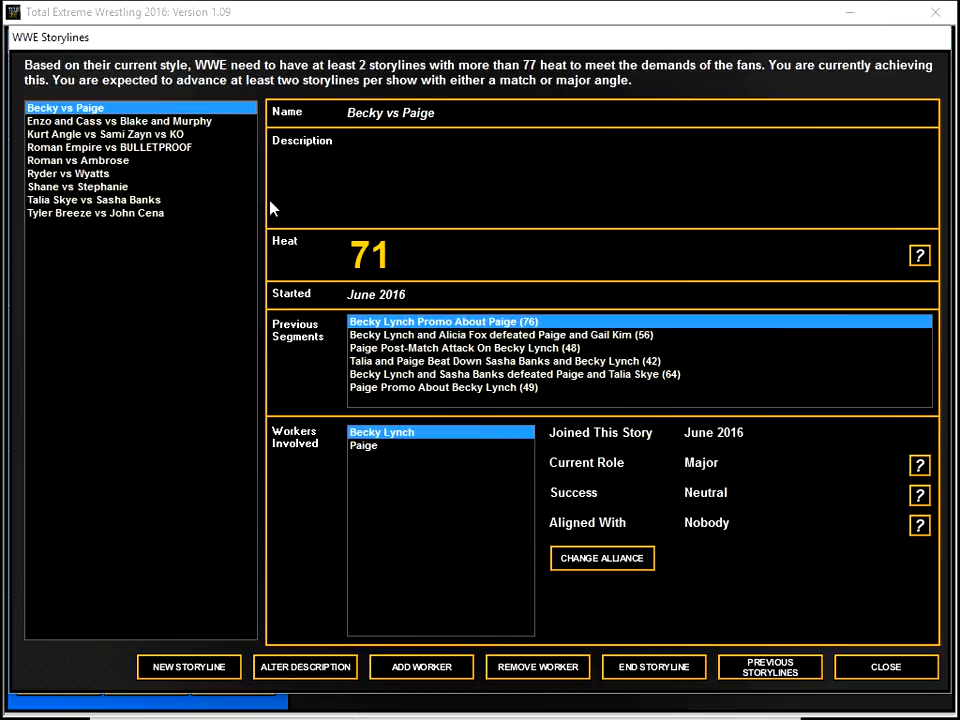 Total Extreme Wrestling 2016: Version 1.09
WWE Storylines
Based on their current style, WWE need to have at least 2 storylines with more than 77 heat to meet the demands of the fans. You are currently achieving
this. You are expected to advance at least two storylines per show with either a match or major angle.
Becky vs Paige
Enzo and Cass vs Blake and Murphy
Kurt Angle vs Sami Zayn vs KO
Roman Empire vs BULLETPROOF
Roman vs Ambrose
Ryder vs Wyatts
Shane vs Stephanie
Talia Skye vs Sasha Banks
Tyler Breeze vs John Cena
Name
Becky vs Paige
Description
Heat
71
?
Started
June 2016
Previous
Segments
Becky Lynch Promo About Paige (76)
Becky Lynch and Alicia Fox defeated Paige and Gail Kim (56)
Paige Post-Match Attack On Becky Lynch (48)
Talia and Paige Beat Down Sasha Banks and Becky Lynch (42)
Becky Lynch and Sasha Banks defeated Paige and Talia Skye (64)
Paige Promo About Becky Lynch (49)
Workers
Involved
Becky Lynch
Paige
Joined This Story June 2016
Current Role Major ?
Success Neutral ?
Aligned With Nobody ?
CHANGE ALLIANCE
NEW STORYLINE
ALTER DESCRIPTION
ADD WORKER
REMOVE WORKER
END STORYLINE
PREVIOUS
STORYLINES
CLOSE